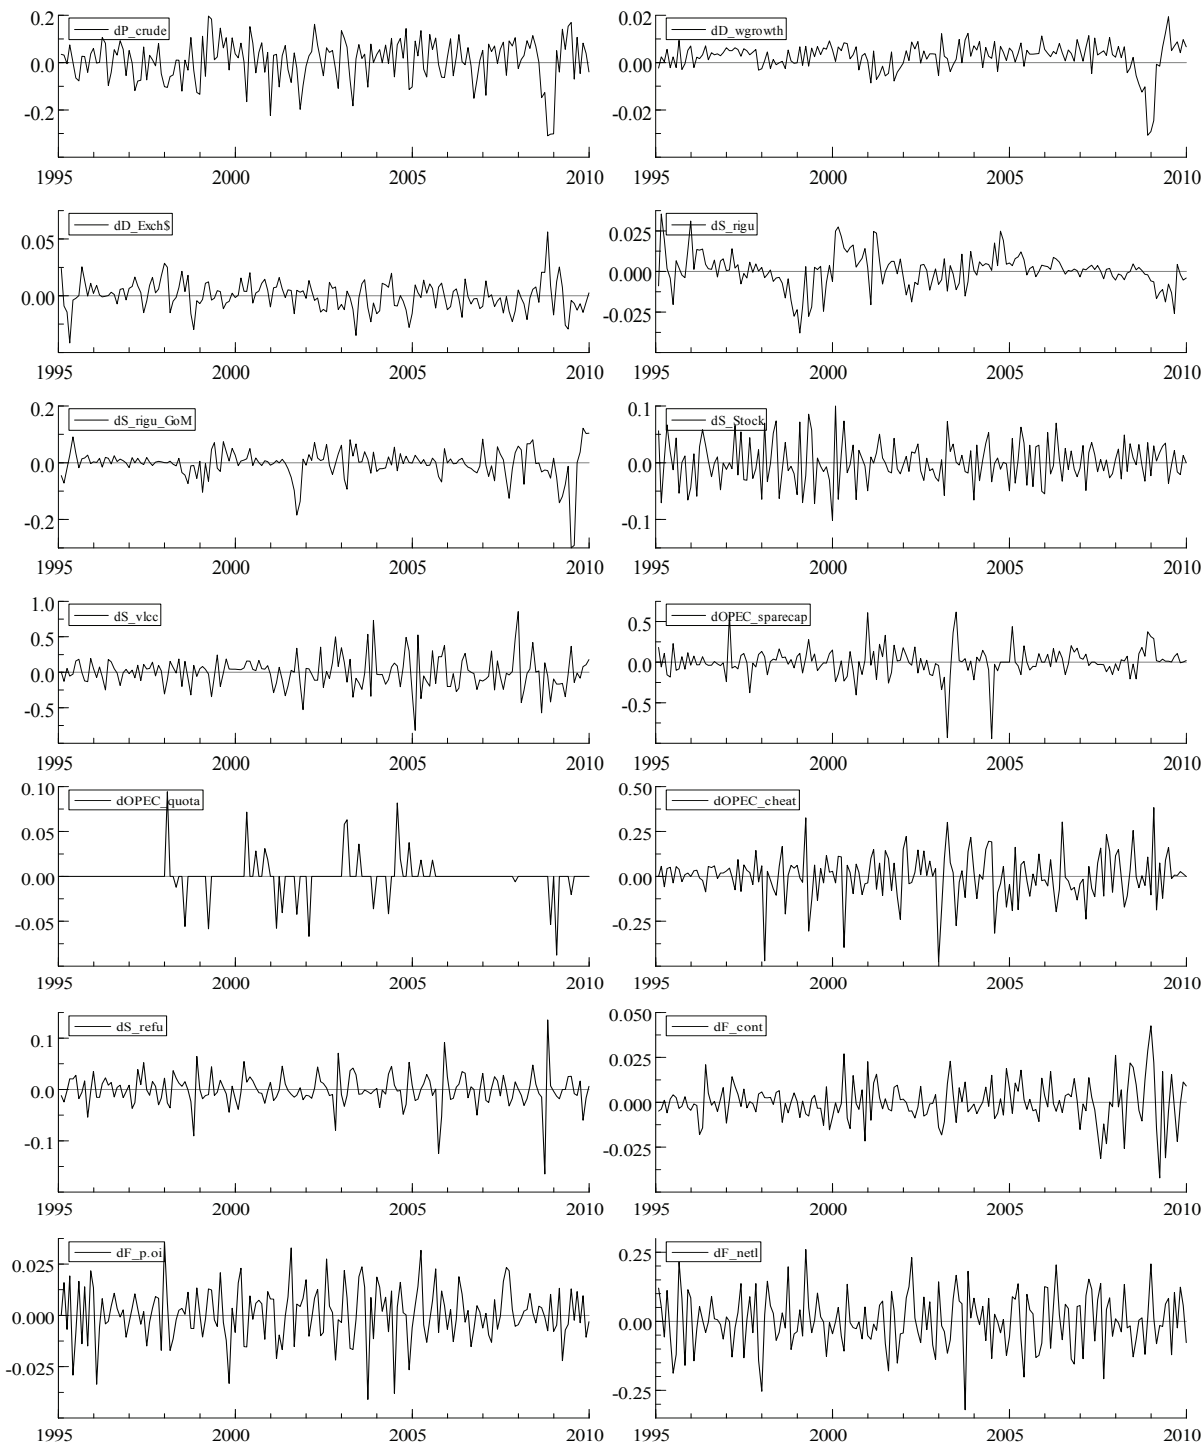 dP_crude
0.2
0.0
-0.2
1995 2000 2005 2010
dD_wgrowth
0.02
0.00
-0.02
1995 2000 2005 2010
dD_Exch$
0.05
0.00
1995 2000 2005 2010
dS_rigu
0.025
0.000
-0.025
1995 2000 2005 2010
dS_rigu_GoM
0.2
0.0
-0.2
1995 2000 2005 2010
dS_Stock
0.1
0.0
-0.1
1995 2000 2005 2010
dS_vlcc
1.0
0.5
0.0
-0.5
1995 2000 2005 2010
dOPEC_sparecap
0.5
0.0
-0.5
1995 2000 2005 2010
dOPEC_quota
0.10
0.05
0.00
-0.05
1995 2000 2005 2010
dOPEC_cheat
0.50
0.25
0.00
-0.25
1995 2000 2005 2010
dS_refu
0.1
0.0
-0.1
1995 2000 2005 2010
dF_cont
0.050
0.025
0.000
-0.025
1995 2000 2005 2010
dF_p.oi
0.025
0.000
-0.025
1995 2000 2005 2010
dF_netl
0.25
0.00
-0.25
1995 2000 2005 2010